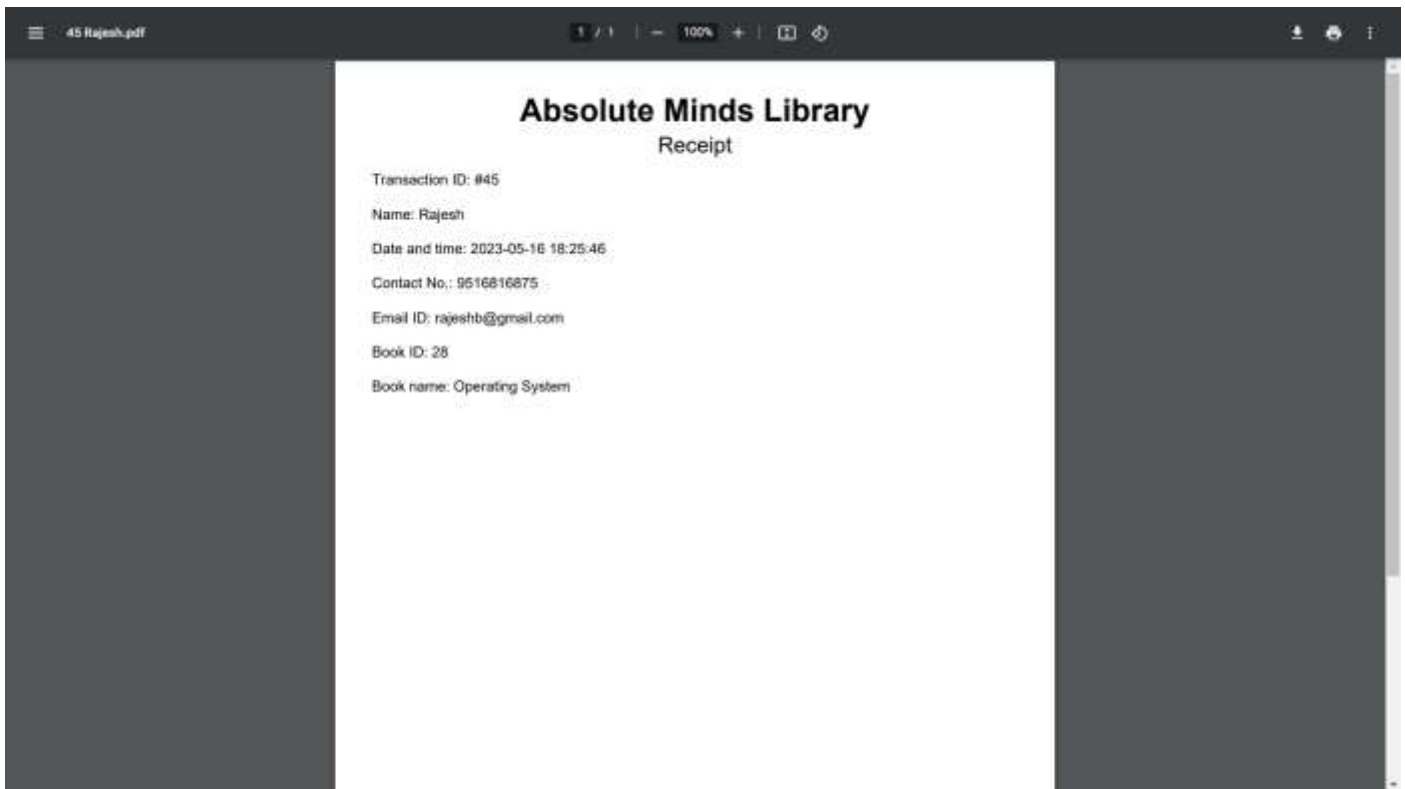 45 Rajesh.pdf
1 / 1
100%
Absolute Minds Library
Receipt
Transaction ID: #45
Name: Rajesh
Date and time: 2023-05-16 18:25:46
Contact No.: 9516816875
Email ID: rajeshb@gmail.com
Book ID: 28
Book name: Operating System